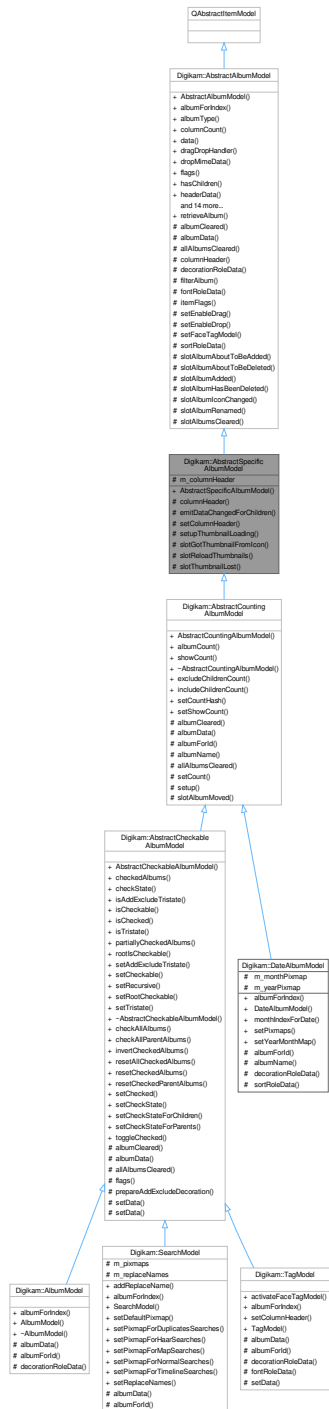 QAbstractItemModel
Digikam::AbstractAlbumModel
+ AbstractAlbumModel()
+ albumForIndex()
+ albumType()
+ columnCount()
+ data()
+ dragDropHandler()
+ dropMimeData()
+ flags()
+ hasChildren()
+ headerData()
and 14 more...
+ retrieveAlbum()
# albumCleared()
# albumData()
# allAlbumsCleared()
# columnHeader()
# decorationRoleData()
# filterAlbum()
# fontRoleData()
# itemFlags()
# setEnableDrag()
# setEnableDrop()
# setFaceTagModel()
# sortRoleData()
# slotAlbumAboutToBeAdded()
# slotAlbumAboutToBeDeleted()
# slotAlbumAdded()
# slotAlbumHasBeenDeleted()
# slotAlbumIconChanged()
# slotAlbumRenamed()
# slotAlbumsCleared()
Digikam::AbstractSpecific
AlbumModel
# m_columnHeader
+ AbstractSpecificAlbumModel()
# columnHeader()
# emitDataChangedForChildren()
# setColumnHeader()
# setupThumbnailLoading()
# slotGotThumbnailFromIcon()
# slotReloadThumbnails()
# slotThumbnailLost()
Digikam::AbstractCounting
AlbumModel
+ AbstractCountingAlbumModel()
+ albumCount()
+ showCount()
+ ~AbstractCountingAlbumModel()
+ excludeChildrenCount()
+ includeChildrenCount()
+ setCountHash()
+ setShowCount()
# albumCleared()
# albumData()
# albumForId()
# albumName()
# allAlbumsCleared()
# setCount()
# setup()
# slotAlbumMoved()
Digikam::AbstractCheckable
AlbumModel
+ AbstractCheckableAlbumModel()
+ checkedAlbums()
+ checkState()
+ isAddExcludeTristate()
+ isCheckable()
+ isChecked()
+ isTristate()
+ partiallyCheckedAlbums()
+ rootIsCheckable()
+ setAddExcludeTristate()
+ setCheckable()
+ setRecursive()
+ setRootCheckable()
+ setTristate()
+ ~AbstractCheckableAlbumModel()
+ checkAllAlbums()
+ checkAllParentAlbums()
+ invertCheckedAlbums()
+ resetAllCheckedAlbums()
+ resetCheckedAlbums()
+ resetCheckedParentAlbums()
+ setChecked()
+ setCheckState()
+ setCheckStateForChildren()
+ setCheckStateForParents()
+ toggleChecked()
# albumCleared()
# albumData()
# allAlbumsCleared()
# flags()
# prepareAddExcludeDecoration()
# setData()
# setData()
Digikam::DateAlbumModel
# m_monthPixmap
# m_yearPixmap
+ albumForIndex()
+ DateAlbumModel()
+ monthIndexForDate()
+ setPixmaps()
+ setYearMonthMap()
# albumForId()
# albumName()
# decorationRoleData()
# sortRoleData()
Digikam::AlbumModel
+ albumForIndex()
+ AlbumModel()
+ ~AlbumModel()
# albumData()
# albumForId()
# decorationRoleData()
Digikam::SearchModel
# m_pixmaps
# m_replaceNames
+ addReplaceName()
+ albumForIndex()
+ SearchModel()
+ setDefaultPixmap()
+ setPixmapForDuplicatesSearches()
+ setPixmapForHaarSearches()
+ setPixmapForMapSearches()
+ setPixmapForNormalSearches()
+ setPixmapForTimelineSearches()
+ setReplaceNames()
# albumData()
# albumForId()
Digikam::TagModel
+ activateFaceTagModel()
+ albumForIndex()
+ setColumnHeader()
+ TagModel()
# albumData()
# albumForId()
# decorationRoleData()
# fontRoleData()
# setData()